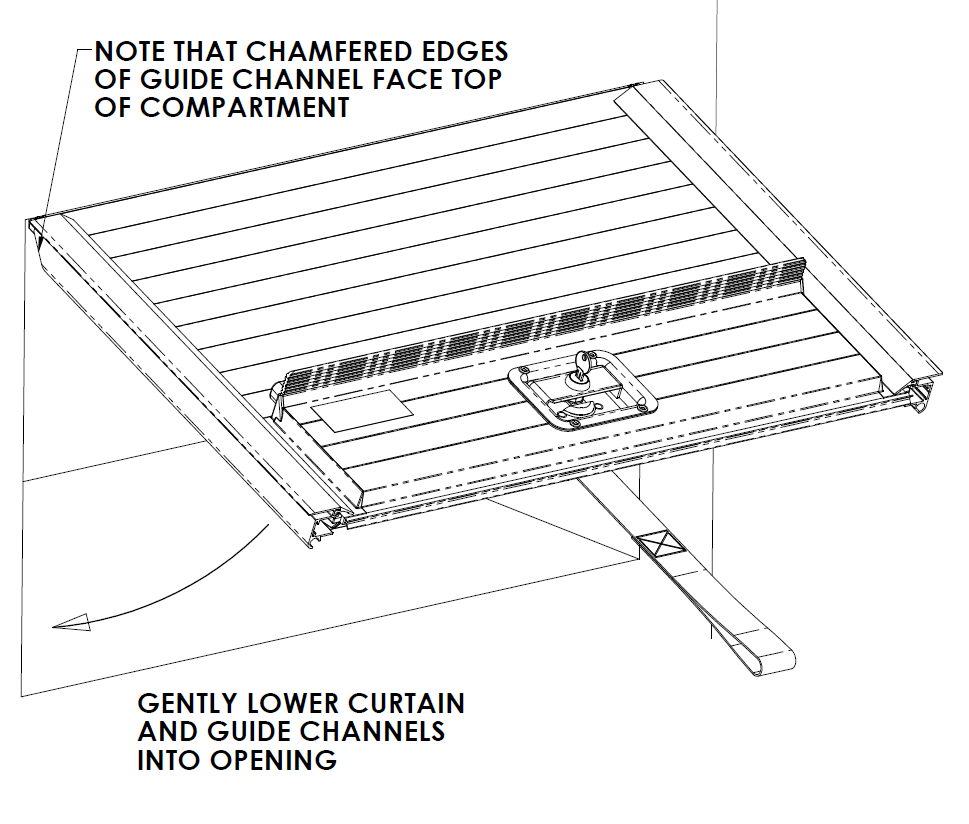 NOTE THAT CHAMFERED EDGES
OF GUIDE CHANNEL FACE TOP
OF COMPARTMENT
GENTLY LOWER CURTAIN
AND GUIDE CHANNELS
INTO OPENING